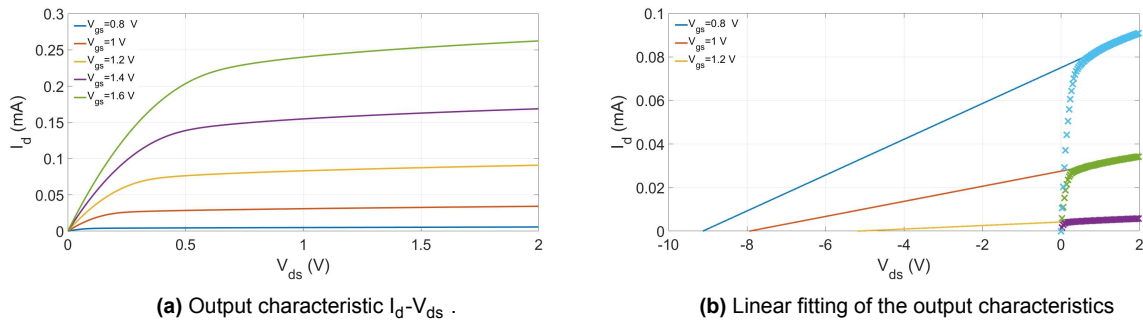 V_gs=0.8 V
V_gs=1 V
V_gs=1.2 V
V_gs=1.4 V
V_gs=1.6 V
0.3
0.25
0.2
0.15
0.1
0.05
0
I_d (mA)
0 0.5 1 1.5 2
V_ds (V)
(a) Output characteristic I_d-V_ds .
V_gs=0.8 V
V_gs=1 V
V_gs=1.2 V
0.1
0.08
0.06
0.04
0.02
0
I_d (mA)
-10 -8 -6 -4 -2 0 2
V_ds (V)
(b) Linear fitting of the output characteristics